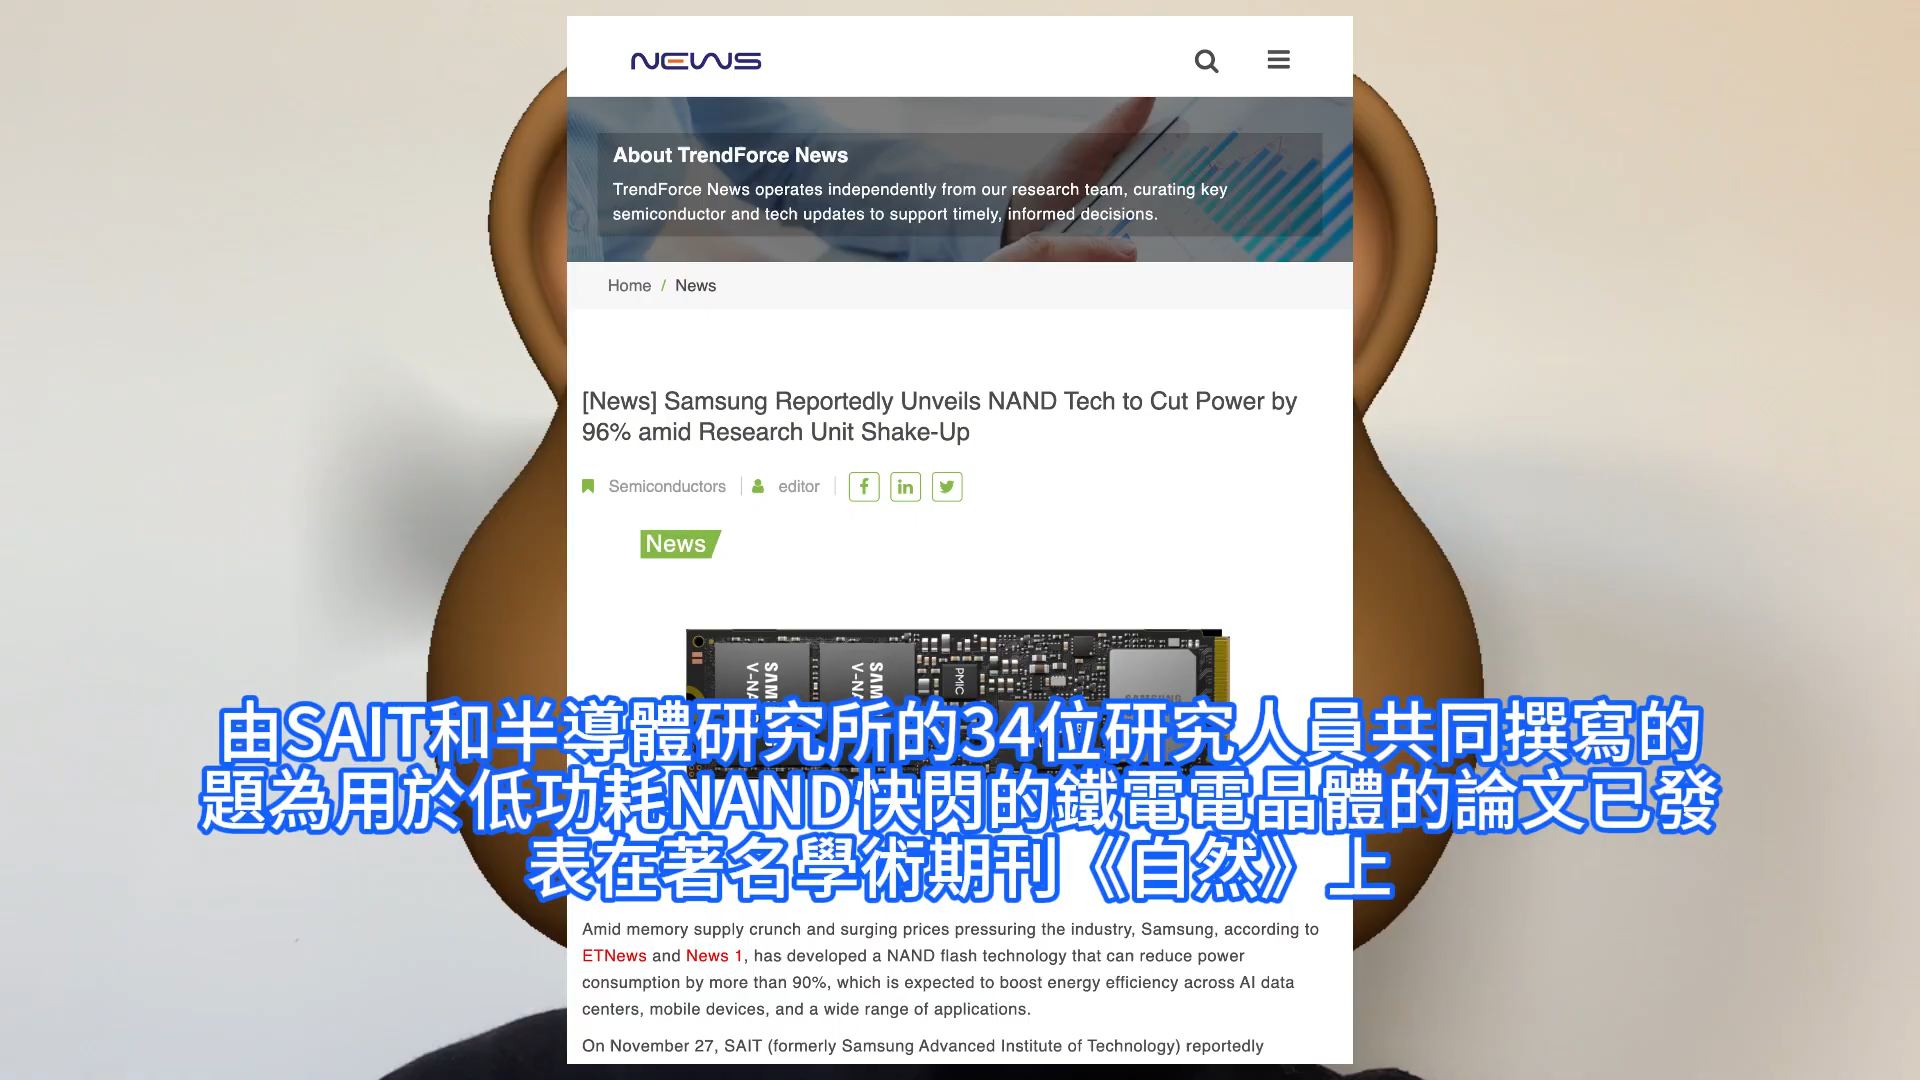 NEWS
About TrendForce News
TrendForce News operates independently from our research team, curating key
semiconductor and tech updates to support timely, informed decisions.
Home / News
[News] Samsung Reportedly Unveils NAND Tech to Cut Power by
96% amid Research Unit Shake-Up
Semiconductors editor
News
PMIC
由SAIT和半導體研究所的34位研究人員共同撰寫的
題為用於低功耗NAND快閃的鐵電電晶體的論文已發
表在著名學術期刊《自然》上
Amid memory supply crunch and surging prices pressuring the industry, Samsung, according to
ETNews and News 1, has developed a NAND flash technology that can reduce power
consumption by more than 90%, which is expected to boost energy efficiency across AI data
centers, mobile devices, and a wide range of applications.
On November 27, SAIT (formerly Samsung Advanced Institute of Technology) reportedly